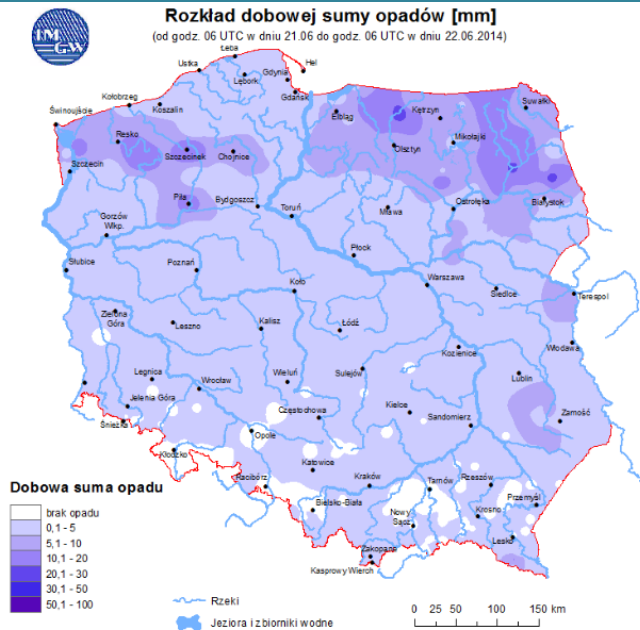 IM
GW
Rozkład dobowej sumy opadów [mm]
(od godz. 06 UTC w dniu 21.06 do godz. 06 UTC w dniu 22.06.2014)
Łeba
Ustka
Hel
Lębork
Gdynia
Gdańsk
Kołobrzeg
Koszalin
Świnoujście
Elbląg
Kętrzyn
Suwałki
Resko
Mikołajki
Olsztyn
Szczecinek
Chojnice
Szczecin
Piła
Bydgoszcz
Toruń
Mława
Ostrołęka
Białystok
Gorzów
Wlkp.
Płock
Słubice
Poznań
Koło
Warszawa
Siedlce
Terespol
Zielona
Góra
Leszno
Kalisz
Łódź
Kozienice
Włodawa
Legnica
Wrocław
Wieluń
Sulejów
Lublin
Jelenia Góra
Częstochowa
Kielce
Sandomierz
Zamość
Śnieżka
Opole
Kłodzko
Katowice
Racibórz
Kraków
Tarnów
Rzeszów
Przemyśl
Bielsko-Biała
Nowy
Sącz
Krosno
Lesko
Zakopane
Kasprowy Wierch
Dobowa suma opadu
brak opadu
0,1 - 5
5,1 - 10
10,1 - 20
20,1 - 30
30,1 - 50
50,1 - 100
Rzeki
Jeziora i zbiorniki wodne
0 25 50 100 150 km